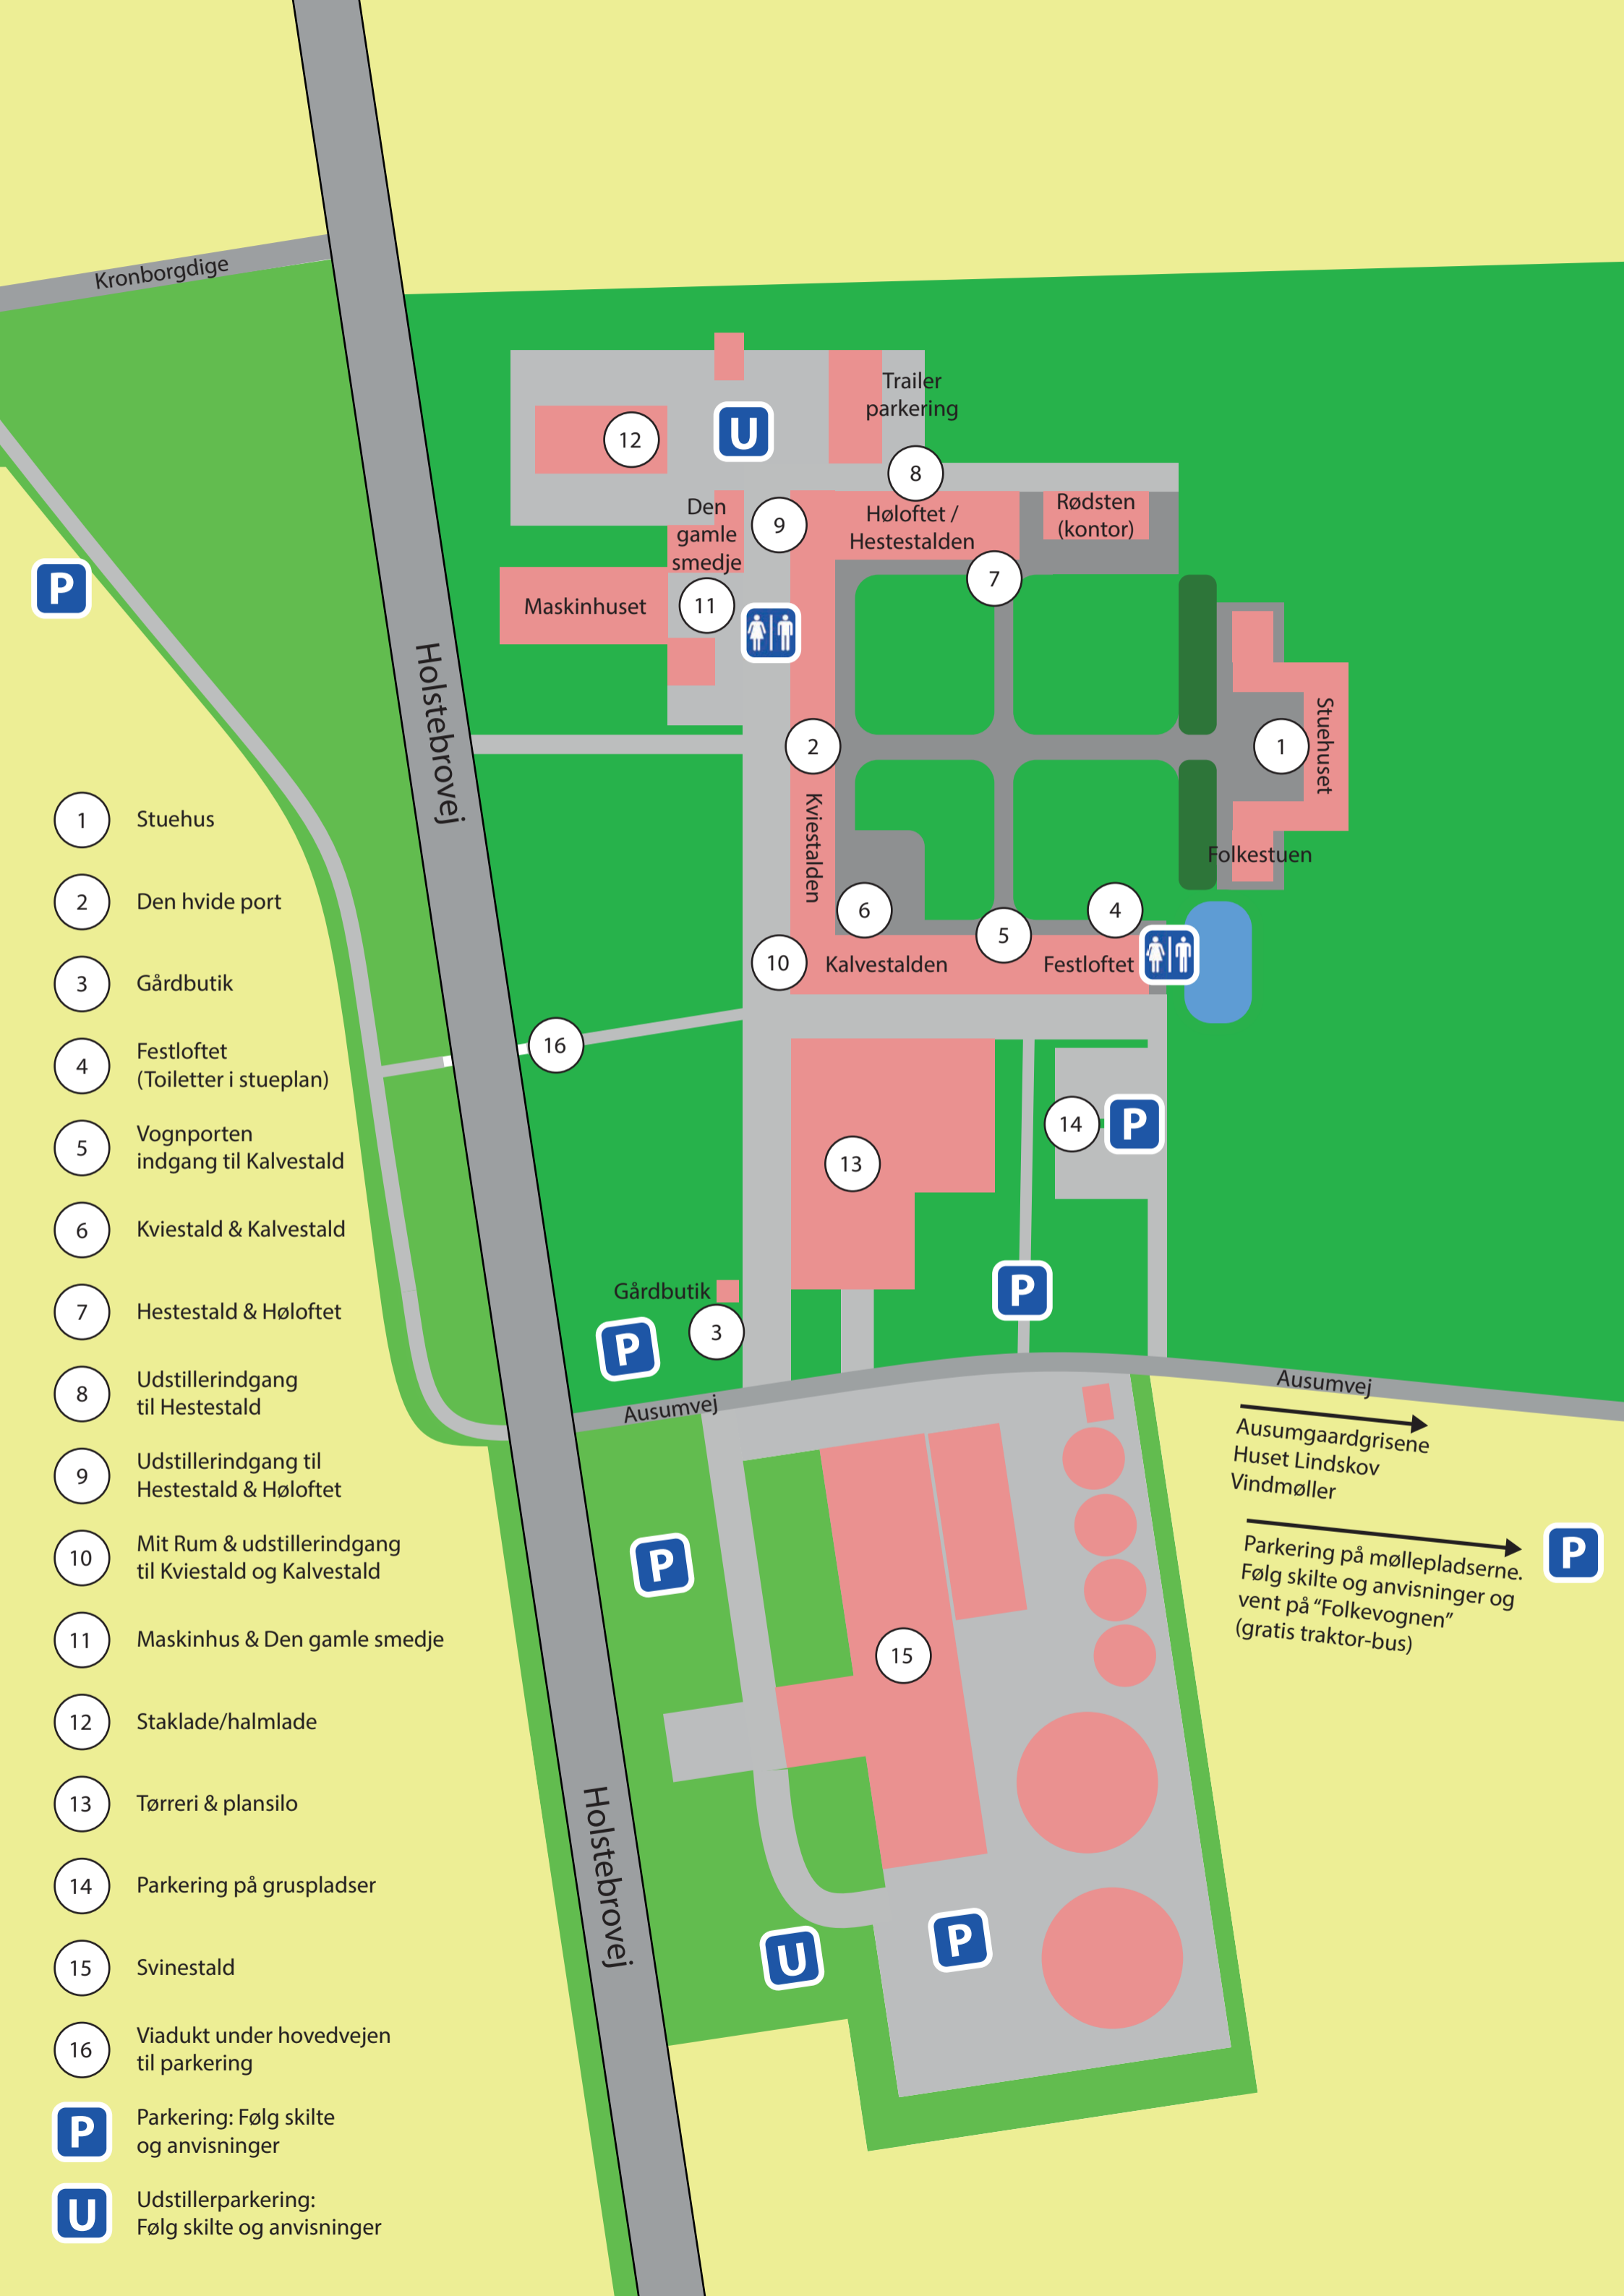 Kronborgdige
Holstebrovej
Trailer
parkering
12
U
8
Den
gamle
smedje
9
Høloftet /
Hestestalden
Rødsten
(kontor)
7
P
Maskinhuset
11
2
1
Stuehuset
Kviestalden
Folkestuen
6
4
5
10
Kalvestalden
Festloftet
16
14
P
13
P
Gårdbutik
3
P
Ausumvej
Ausumvej
Ausumgaardgrisene
Huset Lindskov
Vindmøller
Parkering på møllepladserne.
Følg skilte og anvisninger og
vent på “Folkevognen”
(gratis traktor-bus)
P
P
15
Holstebrovej
U
P
1 Stuehus
2 Den hvide port
3 Gårdbutik
4 Festloftet
(Toiletter i stueplan)
5 Vognporten
indgang til Kalvestald
6 Kviestald & Kalvestald
7 Hestestald & Høloftet
8 Udstillerindgang
til Hestestald
9 Udstillerindgang til
Hestestald & Høloftet
10 Mit Rum & udstillerindgang
til Kviestald og Kalvestald
11 Maskinhus & Den gamle smedje
12 Staklade/halmlade
13 Tørreri & plansilo
14 Parkering på gruspladser
15 Svinestald
16 Viadukt under hovedvejen
til parkering
P Parkering: Følg skilte
og anvisninger
U Udstillerparkering:
Følg skilte og anvisninger